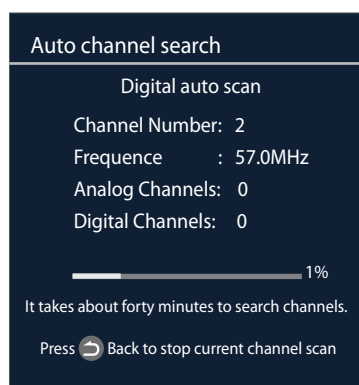 Auto channel search
Digital auto scan
Channel Number: 2
Frequence : 57.0MHz
Analog Channels: 0
Digital Channels: 0
1%
It takes about forty minutes to search channels.
Press Back to stop current channel scan